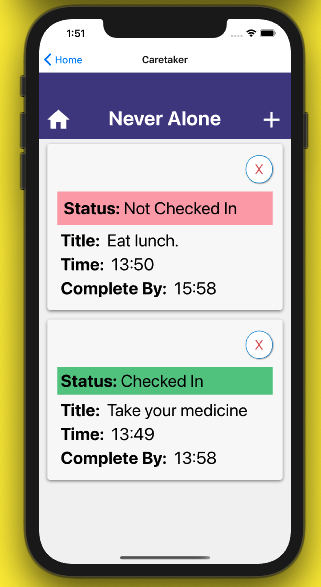 1:51
Home
Caretaker
Never Alone
X
Status: Not Checked In
Title: Eat lunch.
Time: 13:50
Complete By: 15:58
X
Status: Checked In
Title: Take your medicine
Time: 13:49
Complete By: 13:58